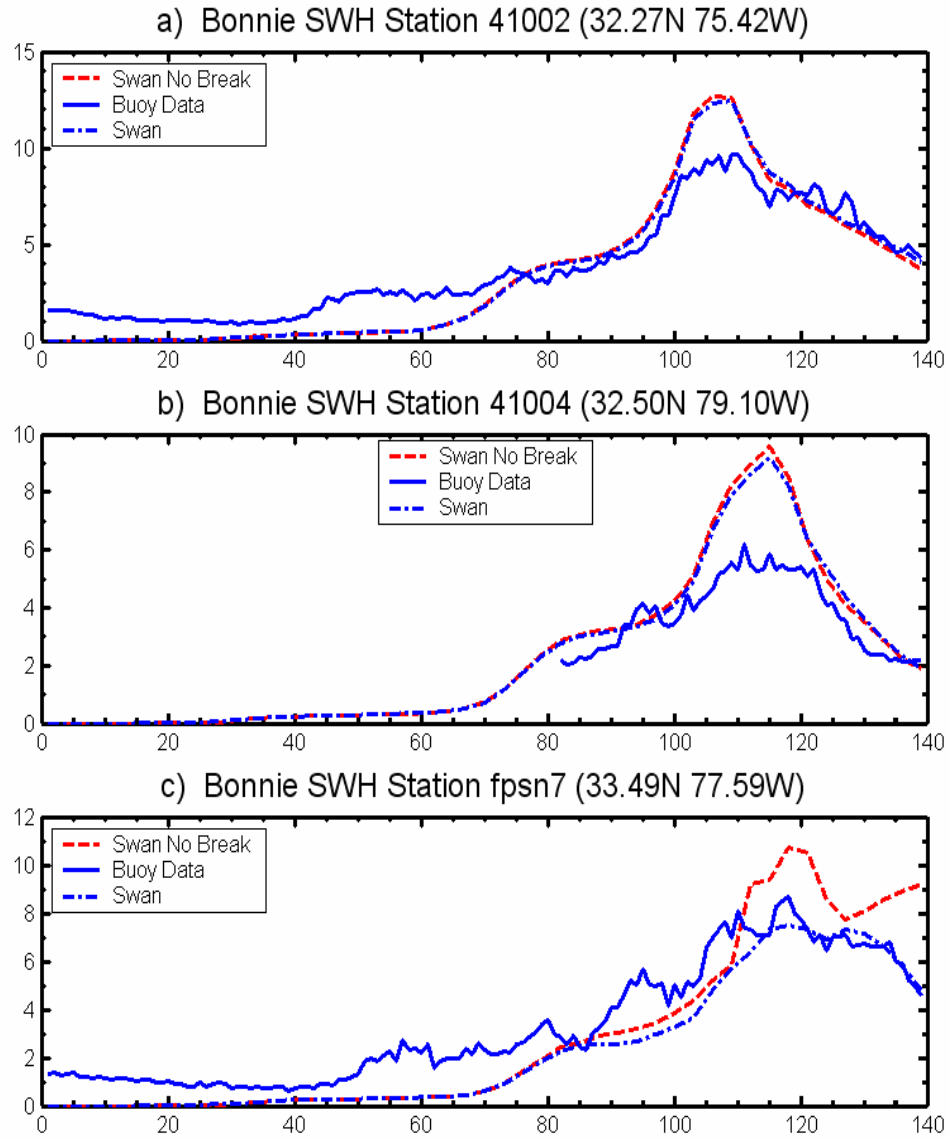 a) Bonnie SWH Station 41002 (32.27N 75.42W)
15
10
5
0
Swan No Break
Buoy Data
Swan
0 20 40 60 80 100 120 140
b) Bonnie SWH Station 41004 (32.50N 79.10W)
10
8
6
4
2
0
Swan No Break
Buoy Data
Swan
0 20 40 60 80 100 120 140
c) Bonnie SWH Station fpsn7 (33.49N 77.59W)
12
10
8
6
4
2
0
Swan No Break
Buoy Data
Swan
0 20 40 60 80 100 120 140